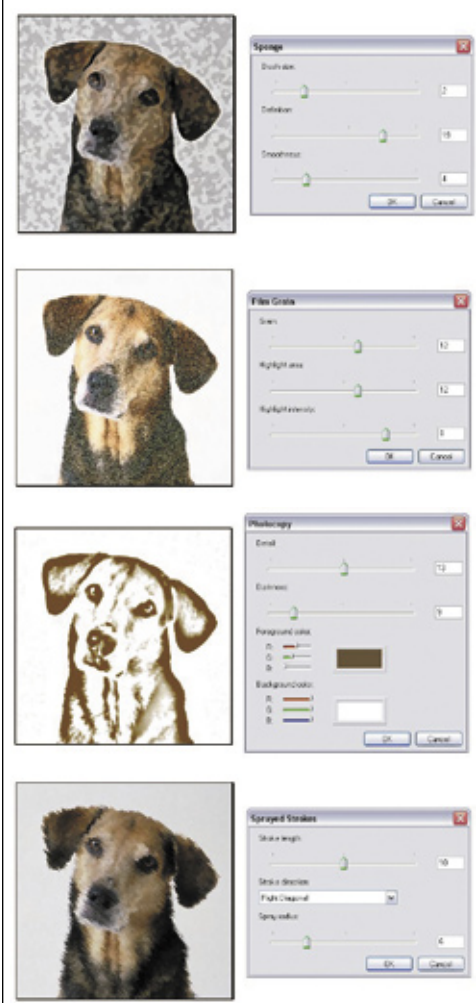 Sponge
Brush size:
2
Definition:
15
Smoothness:
4
OK Cancel
Film Grain
Grain:
12
Highlight area:
12
Highlight intensity:
8
OK Cancel
Photocopy
Detail:
13
Darkness:
9
Foreground color:
R:
G:
B:
Background color:
R:
G:
B:
OK Cancel
Sprayed Strokes
Stroke length:
10
Stroke direction:
Right Diagonal
Spray radius:
6
OK Cancel